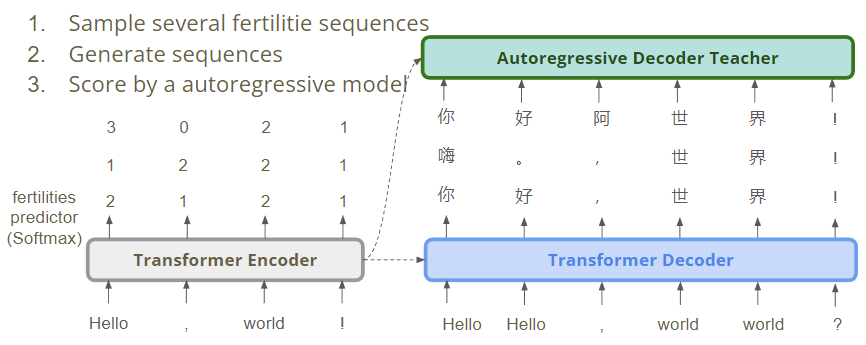 1. Sample several fertilitie sequences
2. Generate sequences
3. Score by a autoregressive model
Autoregressive Decoder Teacher
3 0 2 1
你 好 阿 世 界 !
1 2 2 1
嗨 。 , 世 界 !
fertilities predictor (Softmax)
2 1 2 1
你 好 , 世 界 !
Transformer Encoder
Transformer Decoder
Hello , world !
Hello Hello , world world ?